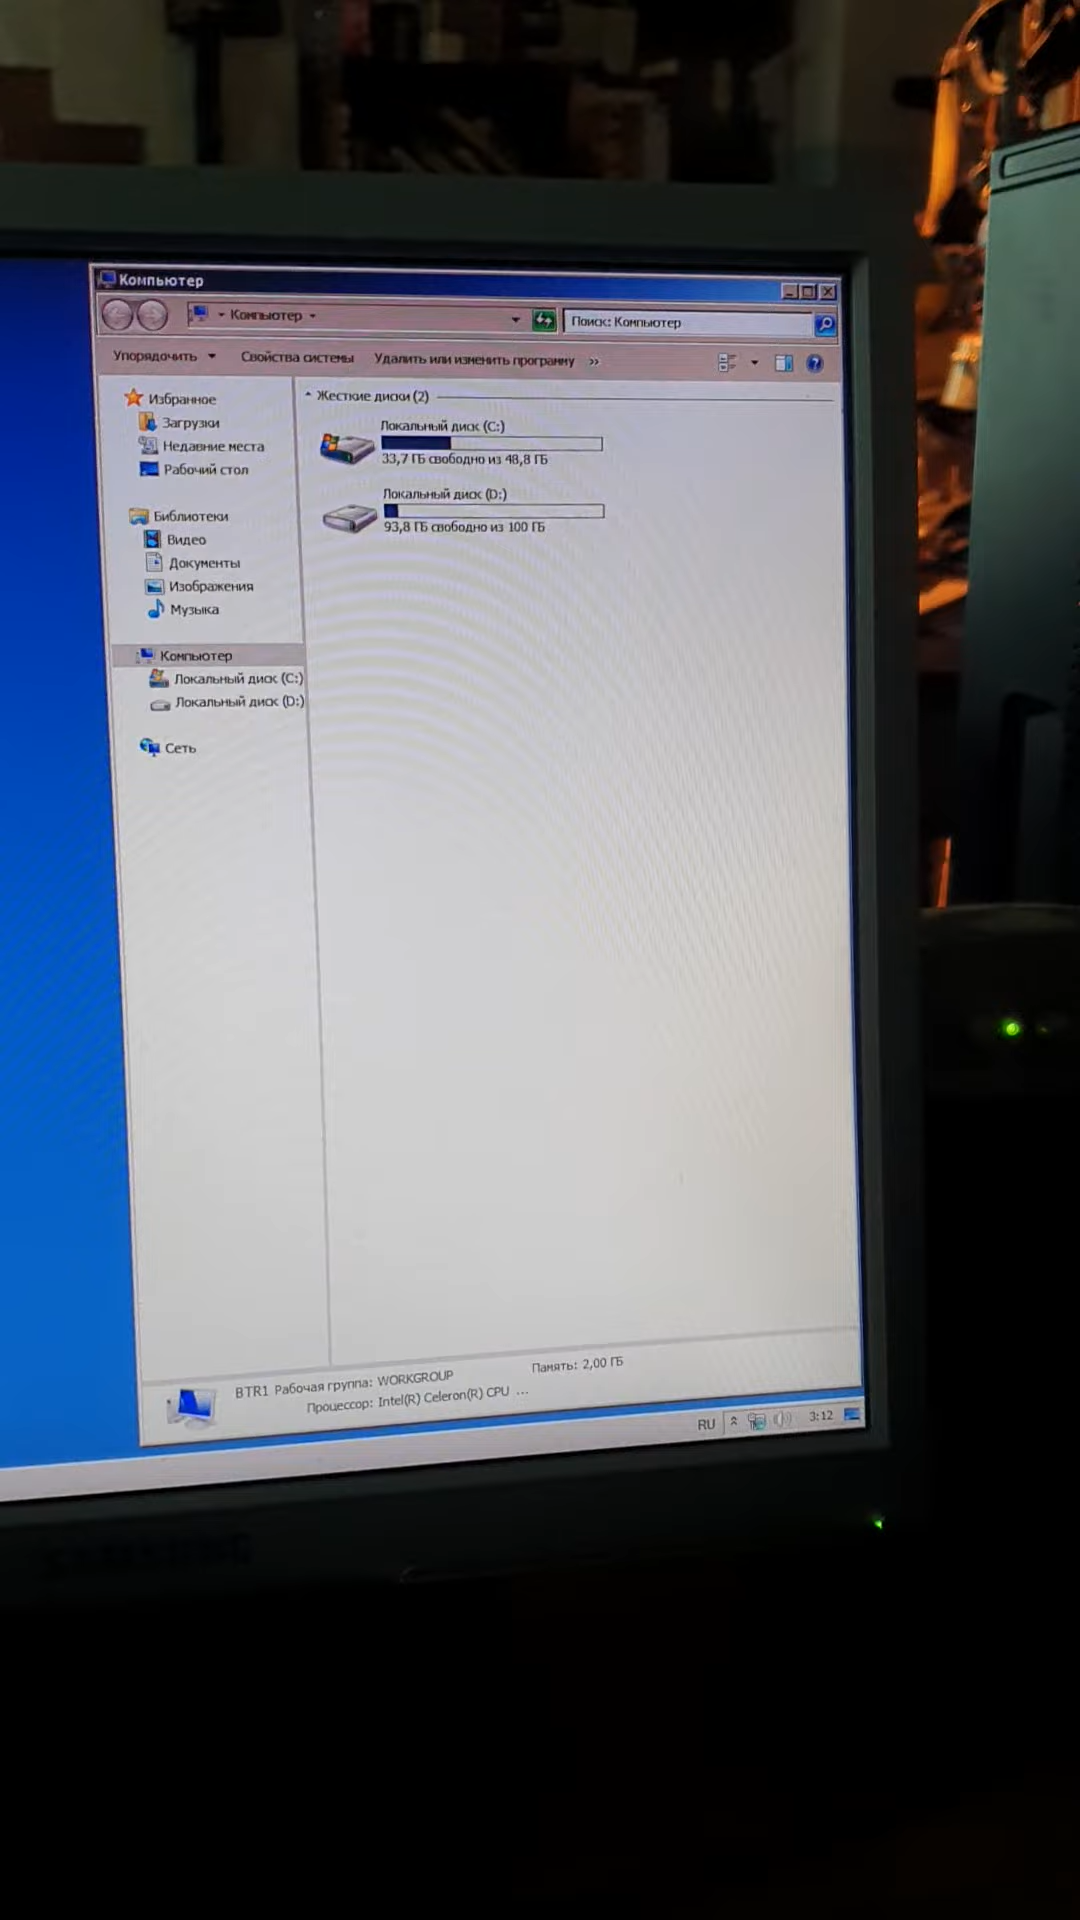 Компьютер
Компьютер
Поиск: Компьютер
Упорядочить
Свойства системы
Удалить или изменить программу
»
Избранное
Загрузки
Недавние места
Рабочий стол
Библиотеки
Видео
Документы
Изображения
Музыка
Компьютер
Локальный диск (C:)
Локальный диск (D:)
Сеть
Жесткие диски (2)
Локальный диск (C:)
33,7 ГБ свободно из 48,8 ГБ
Локальный диск (D:)
93,8 ГБ свободно из 100 ГБ
BTR1 Рабочая группа: WORKGROUP
Память: 2,00 ГБ
Процессор: Intel(R) Celeron(R) CPU ...
RU
3:12
SAMSUNG